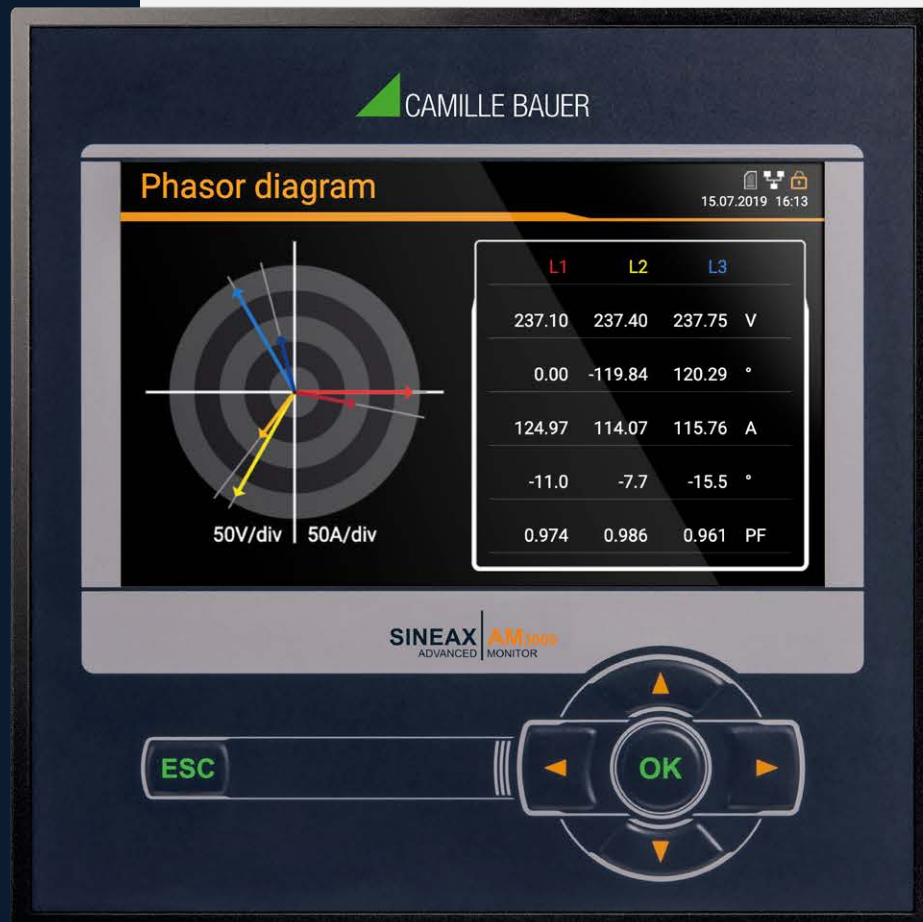 CAMILLE BAUER
Phasor diagram
15.07.2019 16:13
L1 L2 L3
237.10 237.40 237.75 V
0.00 -119.84 120.29 °
124.97 114.07 115.76 A
-11.0 -7.7 -15.5 °
0.974 0.986 0.961 PF
50V/div 50A/div
SINEAX AM3000
ADVANCED MONITOR
ESC
OK